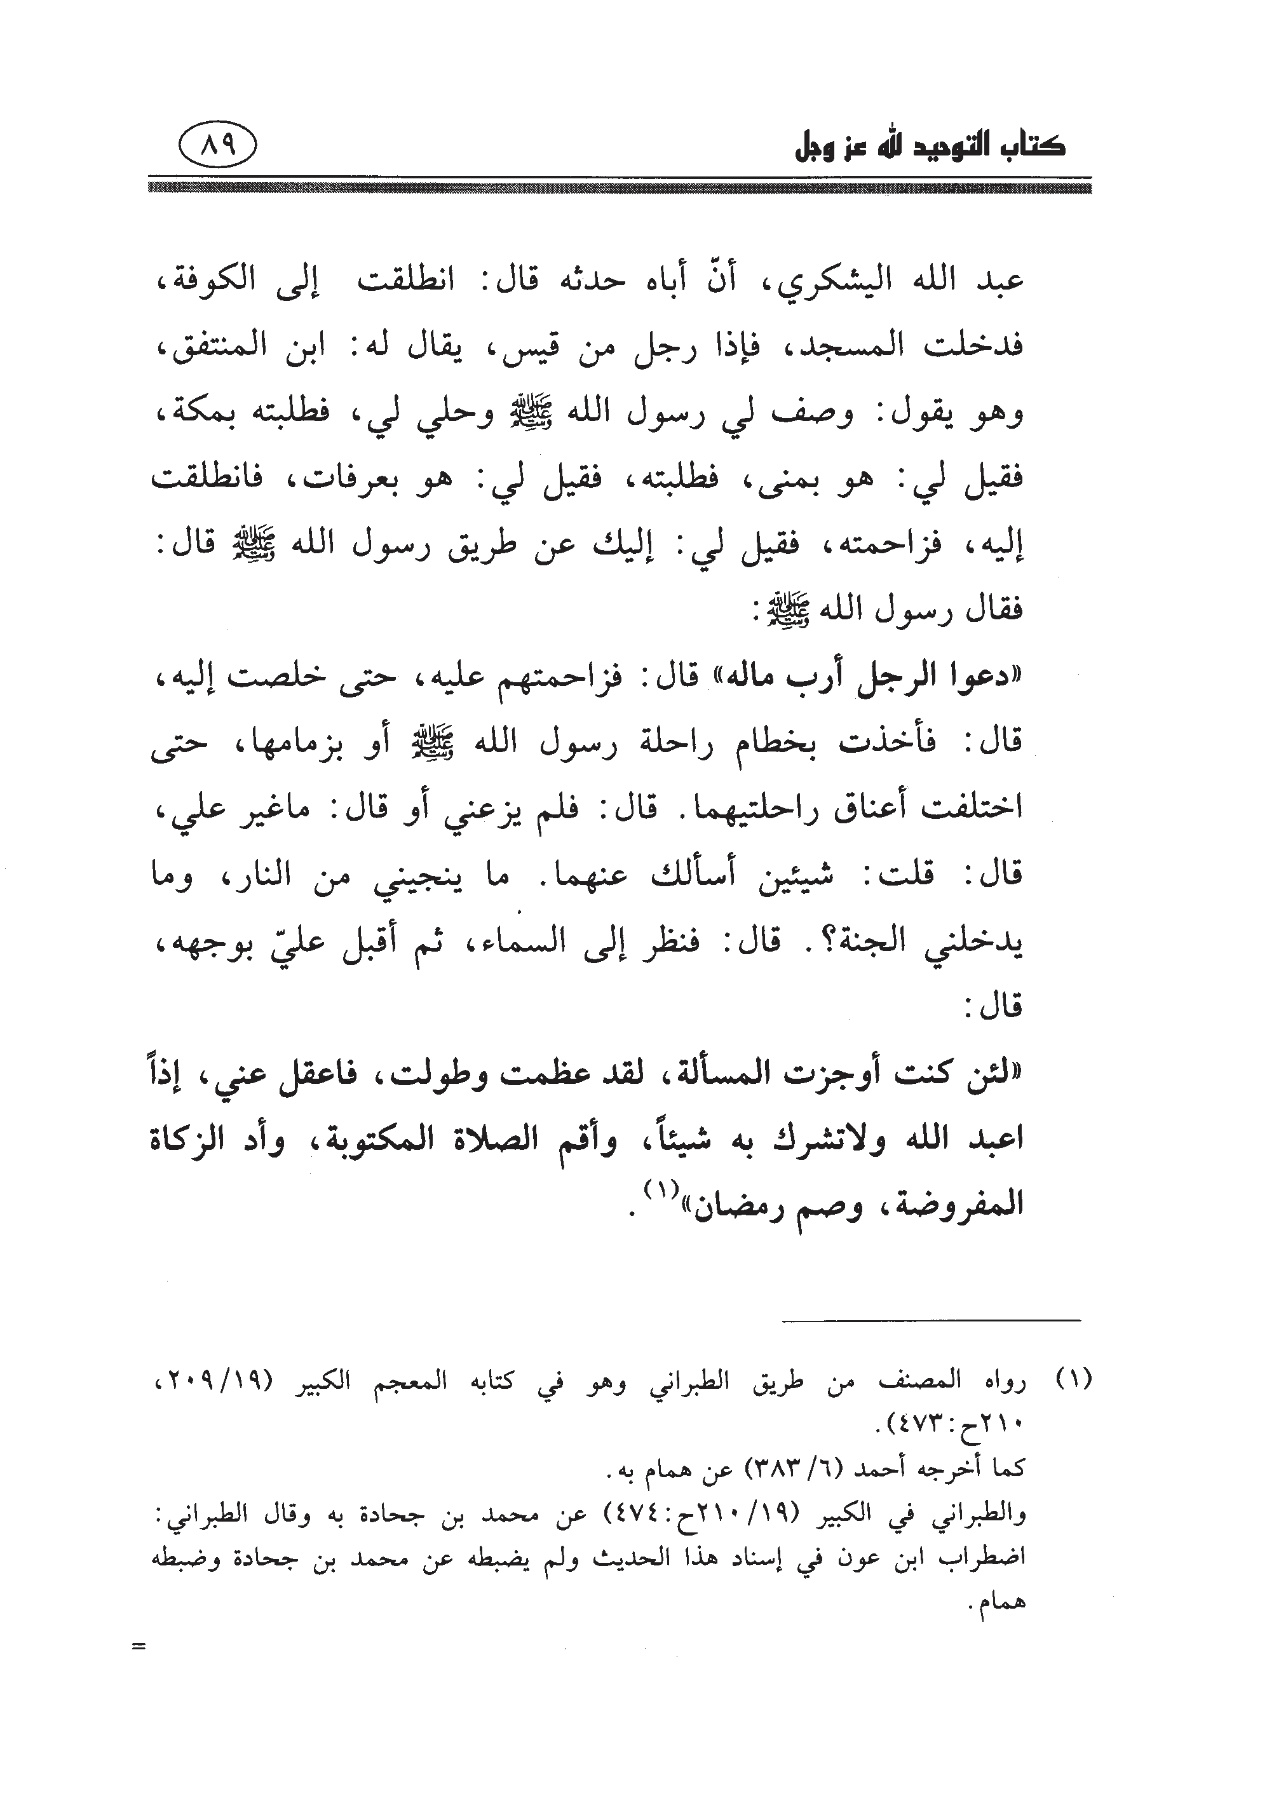 كتاب التوحيد لله عز وجل
٨٩
عبد الله اليشكري، أنّ أباه حدثه قال: انطلقت إلى الكوفة،
فدخلت المسجد، فإذا رجل من قيس، يقال له: ابن المنتفق،
وهو يقول: وصف لي رسول الله ﷺ وحلي لي، فطلبته بمكة،
فقيل لي: هو بمنى، فطلبته، فقيل لي: هو بعرفات، فانطلقت
إليه، فزاحمته، فقيل لي: إليك عن طريق رسول الله ﷺ قال:
فقال رسول الله ﷺ:
«دعوا الرجل أرب ماله» قال: فزاحمتهم عليه، حتى خلصت إليه،
قال: فأخذت بخطام راحلة رسول الله ﷺ أو بزمامها، حتى
اختلفت أعناق راحلتيهما. قال: فلم يزعني أو قال: ماغير علي،
قال: قلت: شيئين أسألك عنهما. ما ينجيني من النار، وما
يدخلني الجنة؟. قال: فنظر إلى السماء، ثم أقبل عليّ بوجهه،
قال:
«لئن كنت أوجزت المسألة، لقد عظمت وطولت، فاعقل عني، إذاً
اعبد الله ولاتشرك به شيئاً، وأقم الصلاة المكتوبة، وأد الزكاة
المفروضة، وصم رمضان»(١).
(١) رواه المصنف من طريق الطبراني وهو في كتابه المعجم الكبير (١٩/٢٠٩،
٢١٠ح:٤٧٣).
كما أخرجه أحمد (٦/٣٨٣) عن همام به.
والطبراني في الكبير (١٩/٢١٠ح:٤٧٤) عن محمد بن جحادة به وقال الطبراني:
اضطراب ابن عون في إسناد هذا الحديث ولم يضبطه عن محمد بن جحادة وضبطه
همام.
=